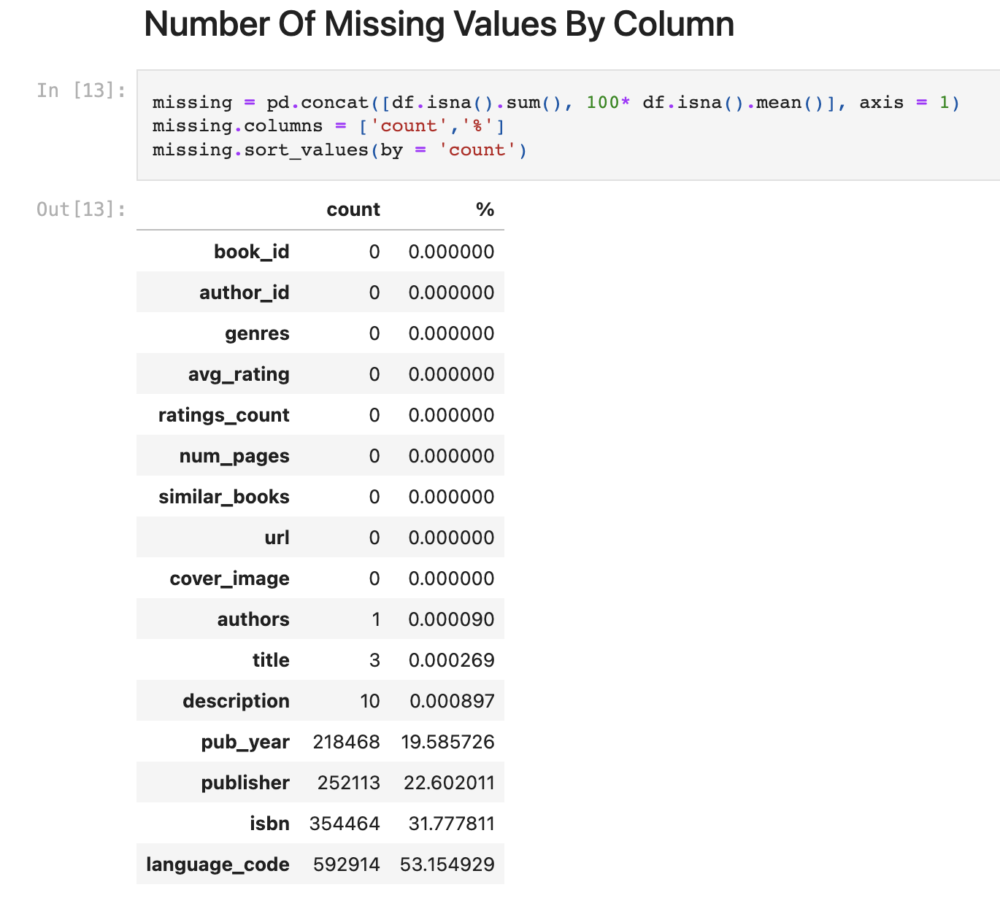 Number Of Missing Values By Column
In [13]:
missing = pd.concat([df.isna().sum(), 100* df.isna().mean()], axis = 1)
missing.columns = ['count','%']
missing.sort_values(by = 'count')
Out[13]:
count %
book_id 0 0.000000
author_id 0 0.000000
genres 0 0.000000
avg_rating 0 0.000000
ratings_count 0 0.000000
num_pages 0 0.000000
similar_books 0 0.000000
url 0 0.000000
cover_image 0 0.000000
authors 1 0.000090
title 3 0.000269
description 10 0.000897
pub_year 218468 19.585726
publisher 252113 22.602011
isbn 354464 31.777811
language_code 592914 53.154929